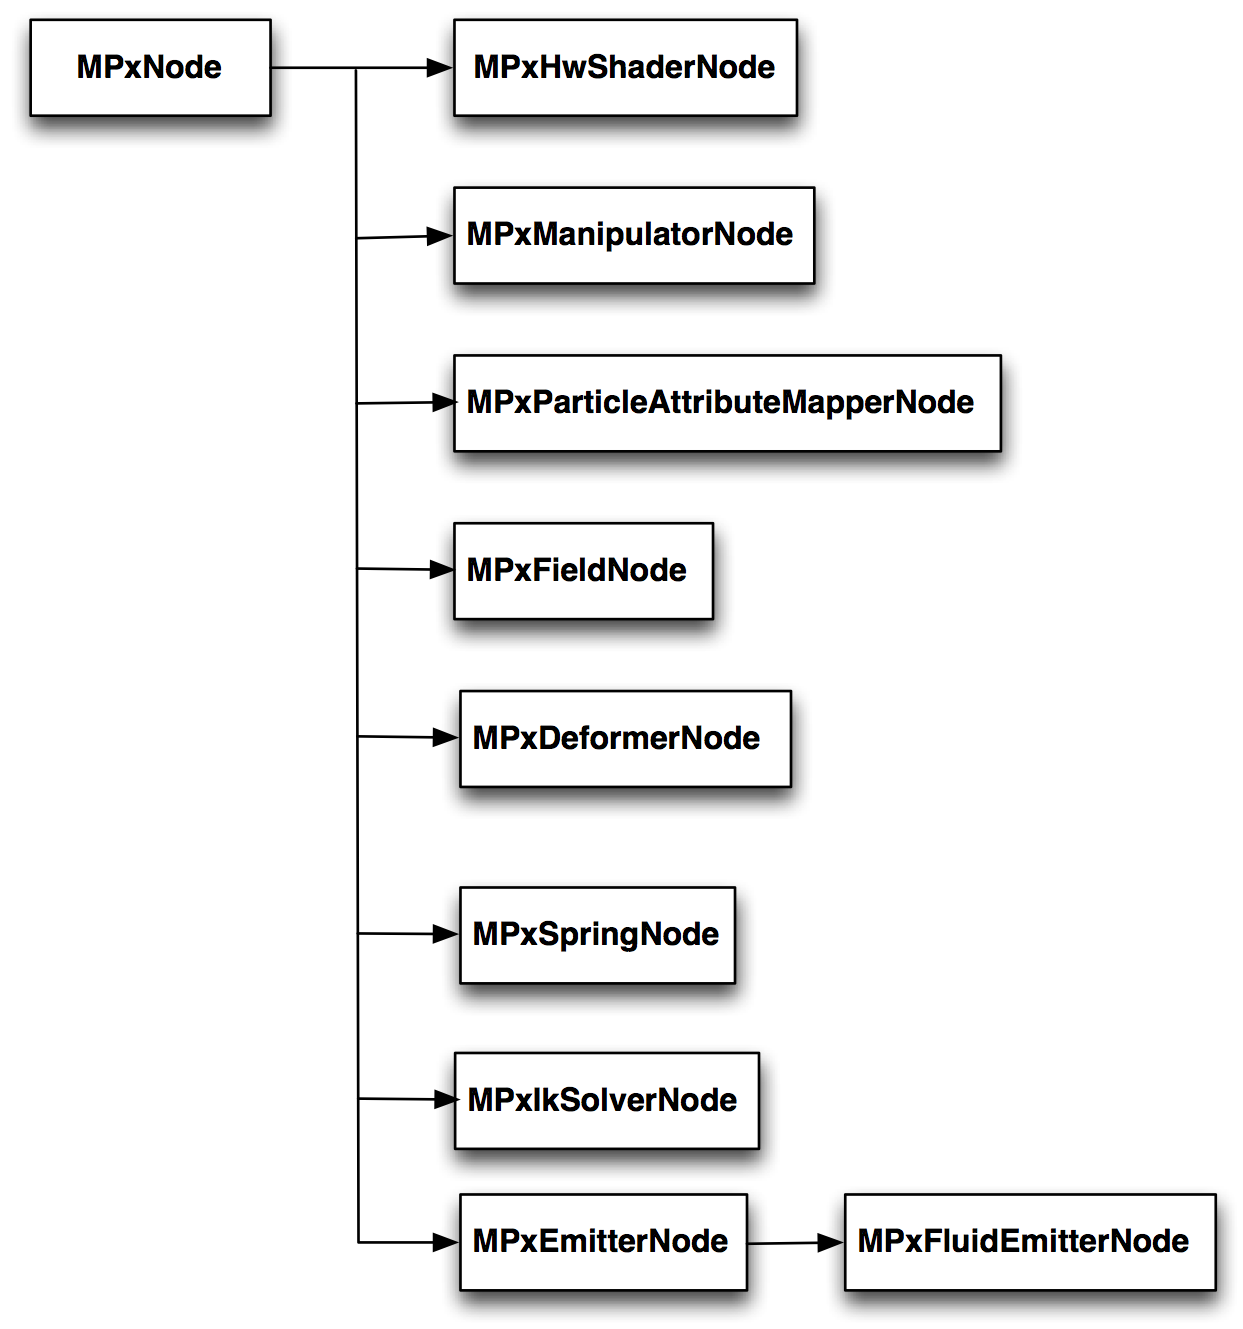 MPxNode
MPxHwShaderNode
MPxManipulatorNode
MPxParticleAttributeMapperNode
MPxFieldNode
MPxDeformerNode
MPxSpringNode
MPxIkSolverNode
MPxEmitterNode
MPxFluidEmitterNode